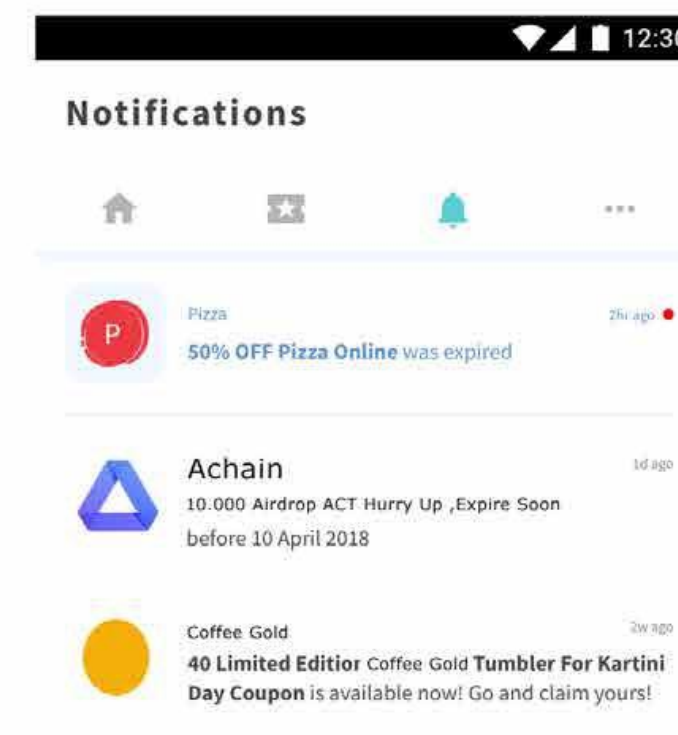 12:30
Notifications
P
Pizza
2hr ago
50% OFF Pizza Online was expired
Achain
1d ago
10.000 Airdrop ACT Hurry Up ,Expire Soon
before 10 April 2018
Coffee Gold
2w ago
40 Limited Editior Coffee Gold Tumbler For Kartini
Day Coupon is available now! Go and claim yours!